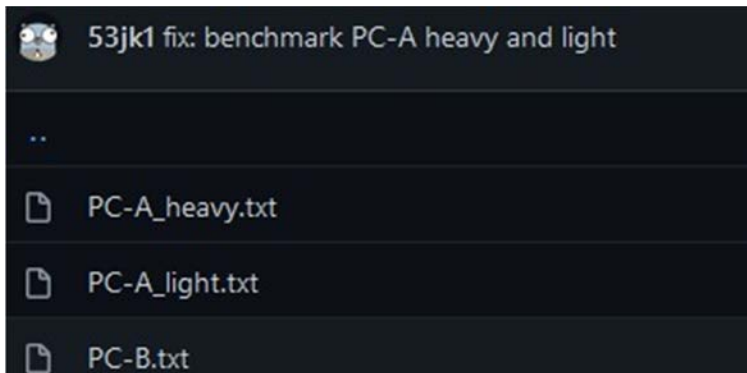 53jk1 fix: benchmark PC-A heavy and light
..
PC-A_heavy.txt
PC-A_light.txt
PC-B.txt